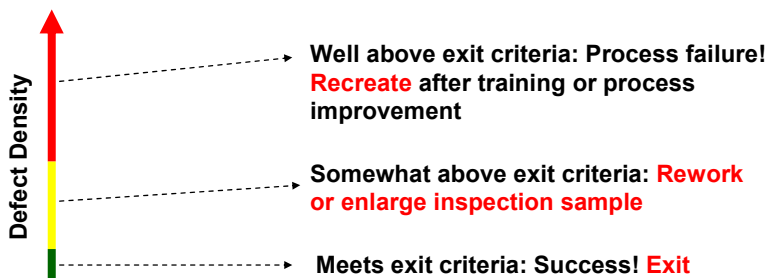 Defect Density
Well above exit criteria: Process failure!
Recreate after training or process
improvement
Somewhat above exit criteria: Rework
or enlarge inspection sample
Meets exit criteria: Success! Exit